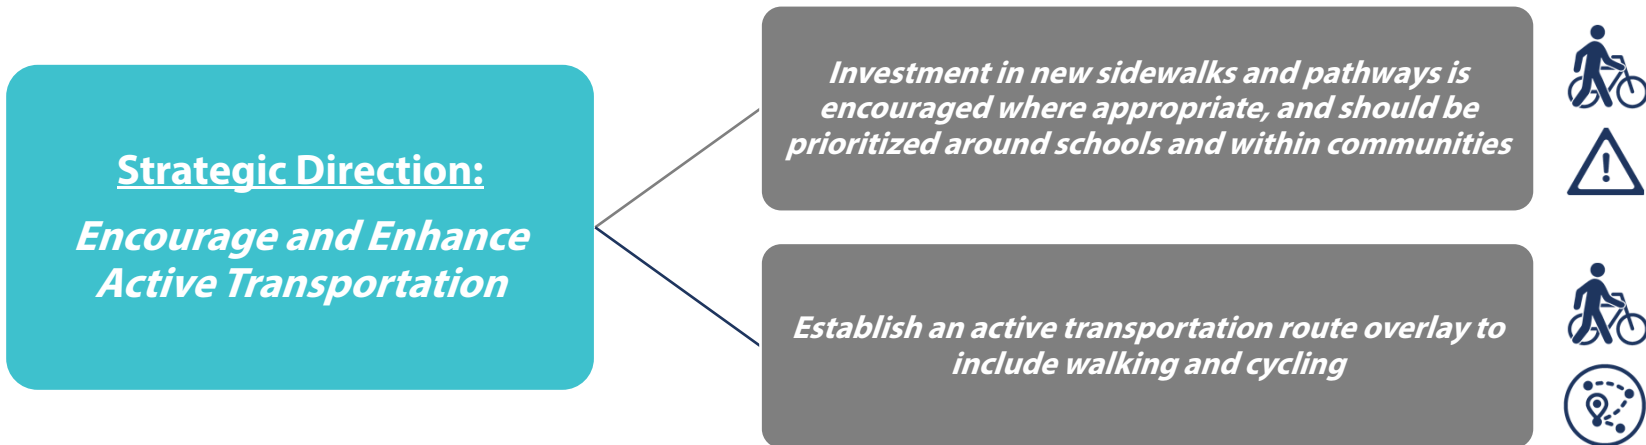 Strategic Direction:
Encourage and Enhance
Active Transportation
Investment in new sidewalks and pathways is
encouraged where appropriate, and should be
prioritized around schools and within communities
Establish an active transportation route overlay to
include walking and cycling